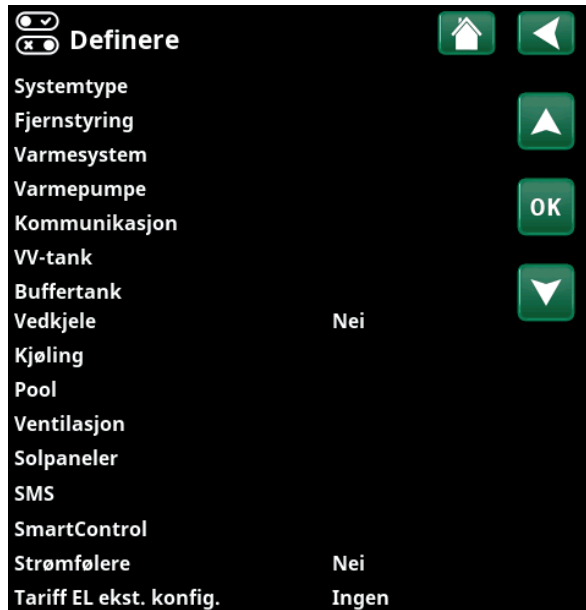 Definere
Systemtype
Fjernstyring
Varmesystem
Varmepumpe
OK
Kommunikasjon
VV-tank
Buffertank
Vedkjele Nei
Kjøling
Pool
Ventilasjon
Solpaneler
SMS
SmartControl
Strømfølere Nei
Tariff EL ekst. konfig. Ingen